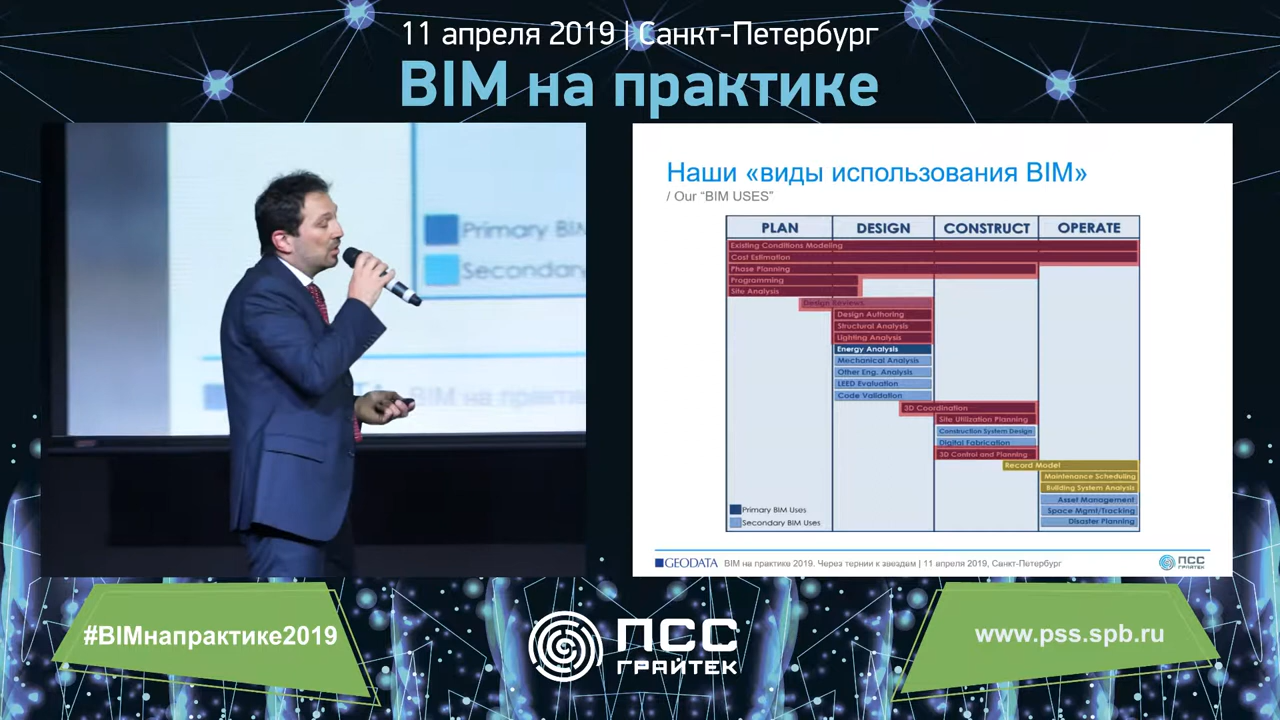 11 апреля 2019 | Санкт-Петербург
BIM на практике
Primary BIM
Secondary
BIM на практике
Наши «виды использования BIM»
/ Our “BIM USES”
PLAN DESIGN CONSTRUCT OPERATE
Existing Conditions Modeling
Cost Estimation
Phase Planning
Programming
Site Analysis
Design Reviews
Design Authoring
Structural Analysis
Lighting Analysis
Energy Analysis
Mechanical Analysis
Other Eng. Analysis
LEED Evaluation
Code Validation
3D Coordination
Site Utilization Planning
Construction System Design
Digital Fabrication
3D Control and Planning
Record Model
Maintenance Scheduling
Building System Analysis
Asset Management
Space Mgmt/Tracking
Disaster Planning
Primary BIM Uses
Secondary BIM Uses
GEODATA BIM на практике 2019. Через тернии к звездам | 11 апреля 2019, Санкт-Петербург ПСС ГРАЙТЕК
#BIMнапрактике2019
ПСС
ГРАЙТЕК
www.pss.spb.ru